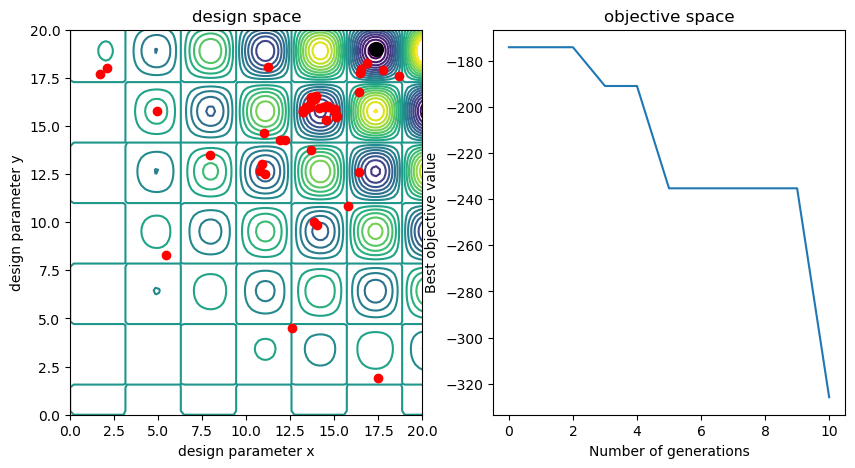 design space
20.0
17.5
15.0
12.5
10.0
7.5
5.0
2.5
0.0
design parameter y
0.0 2.5 5.0 7.5 10.0 12.5 15.0 17.5 20.0
design parameter x
objective space
−180
−200
−220
−240
−260
−280
−300
−320
Best objective value
0 2 4 6 8 10
Number of generations